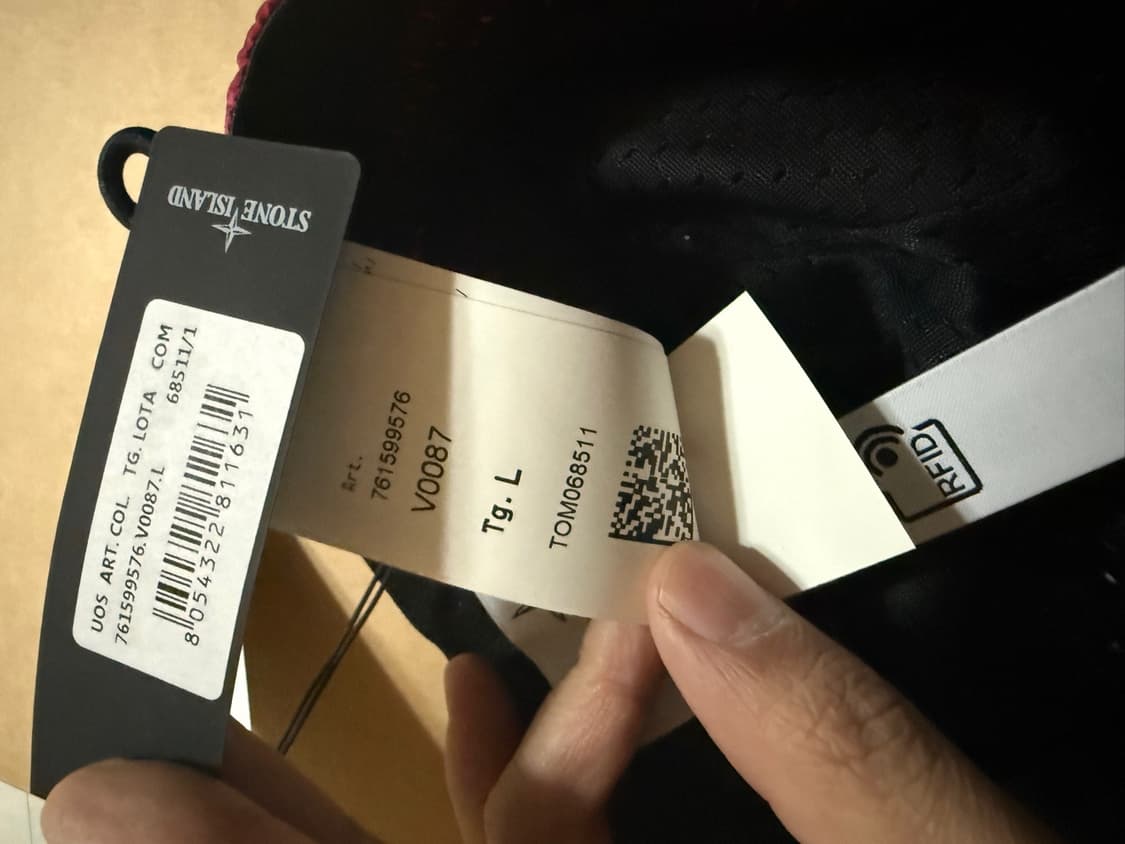 STONE ISLAND
UOS ART.COL. TG.LOTA COM
761599576.V0087.L 68511/1
8 054322 811631
Art.
761599576
V0087
Tg. L
TOM068511
RFID